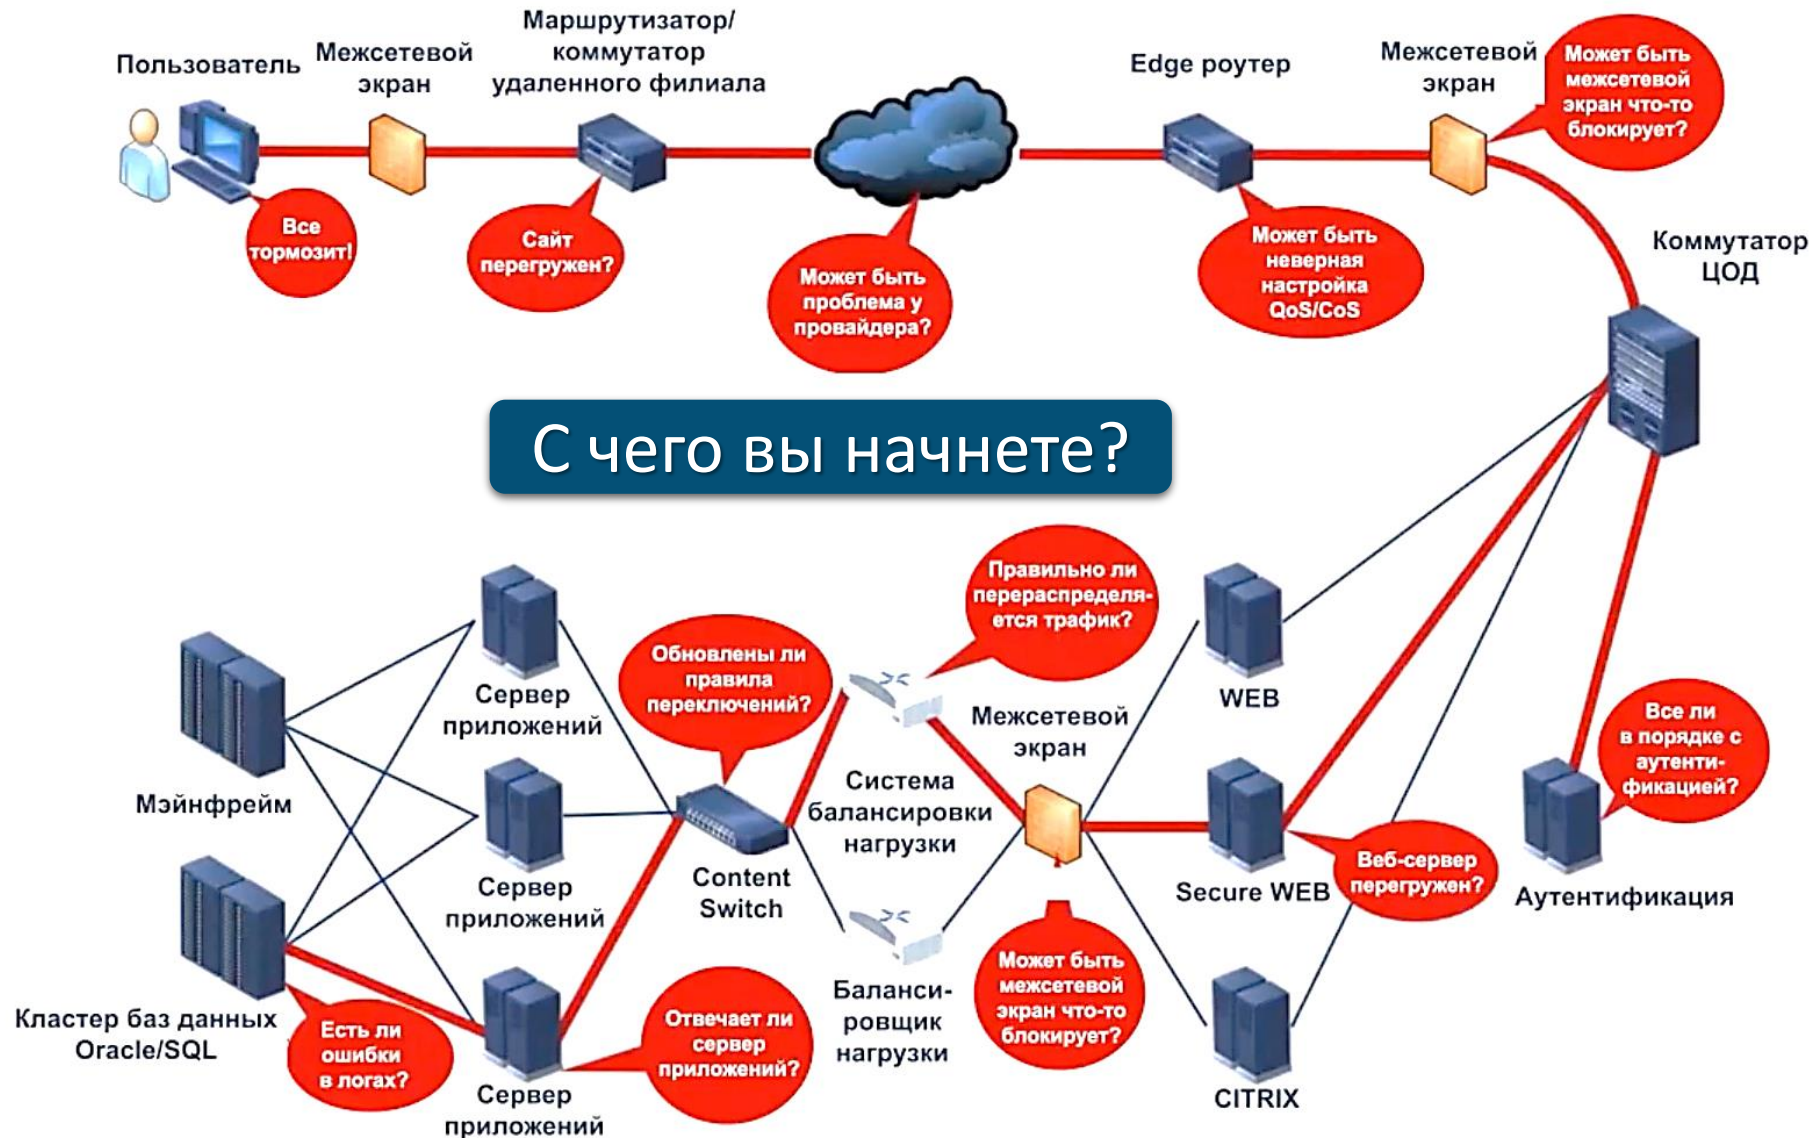 Пользователь
Межсетевой
экран
Маршрутизатор/
коммутатор
удаленного филиала
Edge роутер
Межсетевой
экран
Может быть
межсетевой
экран что-то
блокирует?
Все
тормозит!
Сайт
перегружен?
Может быть
проблема у
провайдера?
Может быть
неверная
настройка
QoS/CoS
Коммутатор
ЦОД
С чего вы начнете?
Правильно ли
перераспределя-
ется трафик?
Обновлены ли
правила
переключений?
Сервер
приложений
Межсетевой
экран
WEB
Все ли
в порядке с
аутенти-
фикацией?
Мэйнфрейм
Система
балансировки
нагрузки
Сервер
приложений
Content
Switch
Secure WEB
Веб-сервер
перегружен?
Аутентификация
Кластер баз данных
Oracle/SQL
Есть ли
ошибки
в логах?
Отвечает ли
сервер
приложений?
Баланси-
ровщик
нагрузки
Может быть
межсетевой
экран что-то
блокирует?
Сервер
приложений
CITRIX